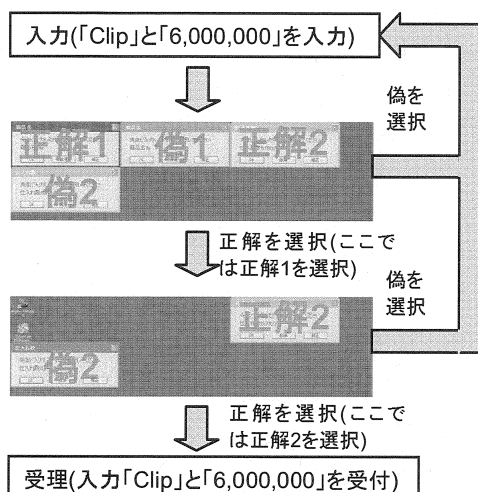 入力(「Clip」と「6,000,000」を入力)
偽を
選択
正解1
偽1
正解2
偽2
正解を選択(ここで
は正解1を選択)
偽を
選択
正解2
偽2
正解を選択(ここで
は正解2を選択)
受理(入力「Clip」と「6,000,000」を受付)